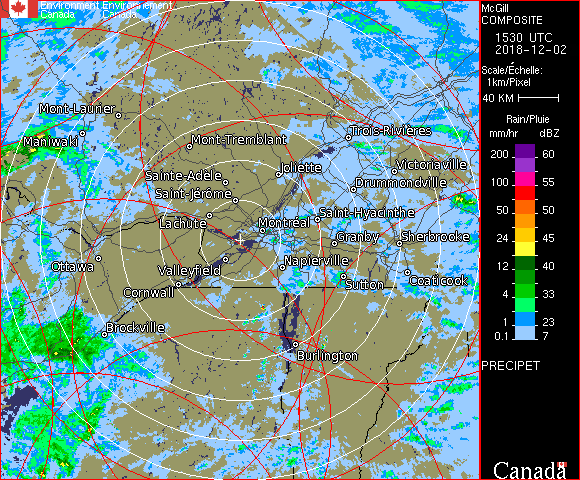 Environment Environnement
Canada Canada
McGill
COMPOSITE
1530 UTC
2018-12-02
Scale/Échelle:
1km/Pixel
40 KM
Rain/Pluie
mm/hr dBZ
200 60
100 55
50 50
24 45
12 40
4 33
1 23
0.1 7
PRECIPET
Mont-Laurier
Maniwaki
Mont-Tremblant
Trois-Rivières
Sainte-Adèle
Joliette
Victoriaville
Saint-Jérôme
Drummondville
Lachute
Montréal
Saint-Hyacinthe
Granby
Sherbrooke
Ottawa
Valleyfield
Napierville
Cornwall
Sutton
Coaticook
Brockville
Burlington
Canada